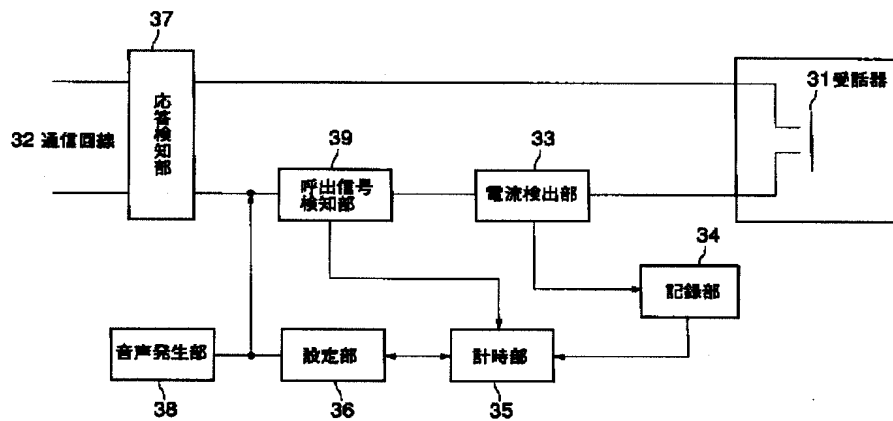 37
応答検知部
32 通信回線
39
呼出信号
検知部
33
電流検出部
31 受話器
34
記録部
音声発生部
38
設定部
36
計時部
35